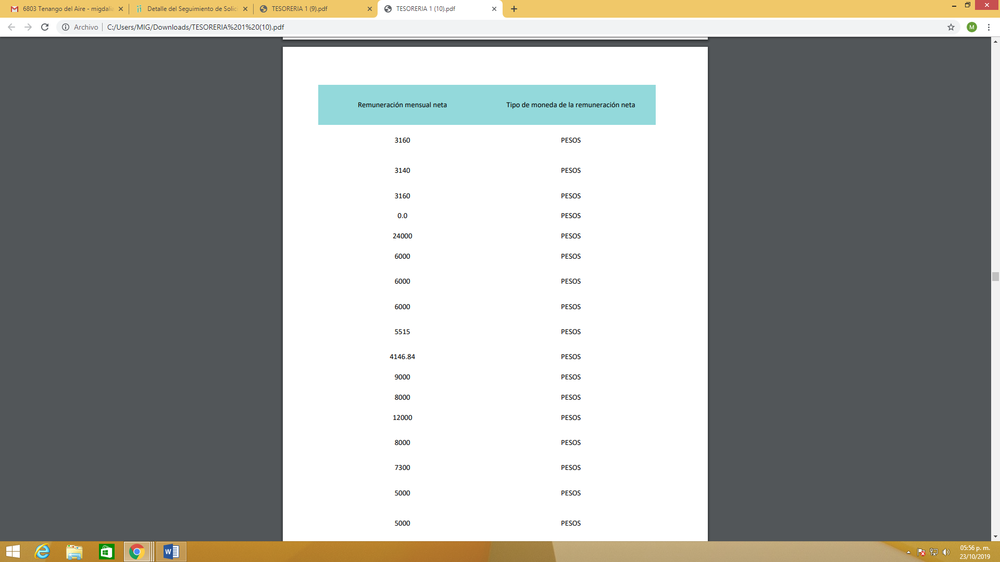 6803 Tenango del Aire - migdalia
Detalle del Seguimiento de Solici
TESORERIA 1 (9).pdf
TESORERIA 1 (10).pdf
Archivo
C:/Users/MIG/Downloads/TESORERIA%201%20(10).pdf
M
Remuneración mensual neta Tipo de moneda de la remuneración neta
3160 PESOS
3140 PESOS
3160 PESOS
0.0 PESOS
24000 PESOS
6000 PESOS
6000 PESOS
6000 PESOS
5515 PESOS
4146.84 PESOS
9000 PESOS
8000 PESOS
12000 PESOS
8000 PESOS
7300 PESOS
5000 PESOS
5000 PESOS
05:56 p. m.
23/10/2019